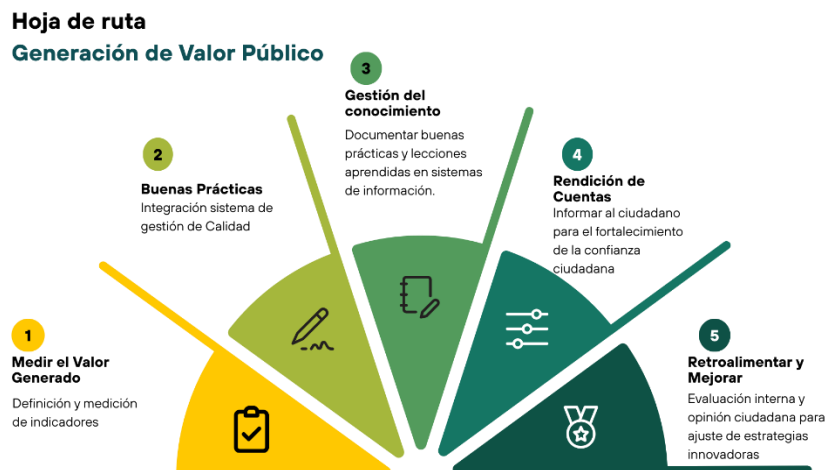 Hoja de ruta
Generación de Valor Público
1
Medir el Valor
Generado
Definición y medición
de indicadores
2
Buenas Prácticas
Integración sistema de
gestión de Calidad
3
Gestión del
conocimiento
Documentar buenas
prácticas y lecciones
aprendidas en sistemas
de información.
4
Rendición de
Cuentas
Informar al ciudadano
para el fortalecimiento
de la confianza
ciudadana
5
Retroalimentar y
Mejorar
Evaluación interna y
opinión ciudadana para
ajuste de estrategias
innovadoras